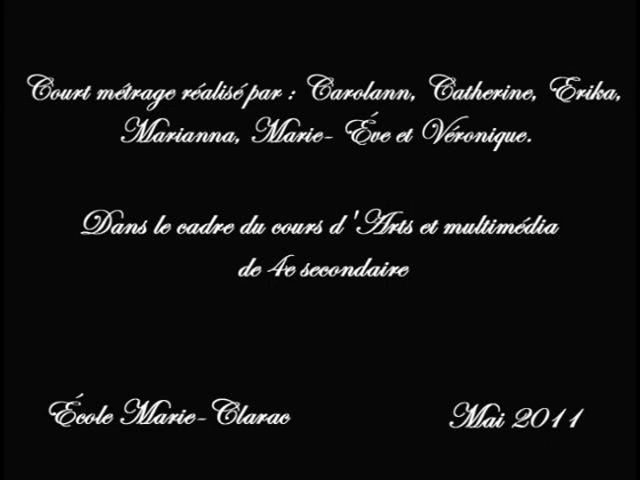 Court métrage réalisé par : Carolann, Catherine, Erika,
Marianna, Marie- Ève et Véronique.
Dans le cadre du cours d'Arts et multimédia
de 4e secondaire
École Marie-Clarac
Mai 2011